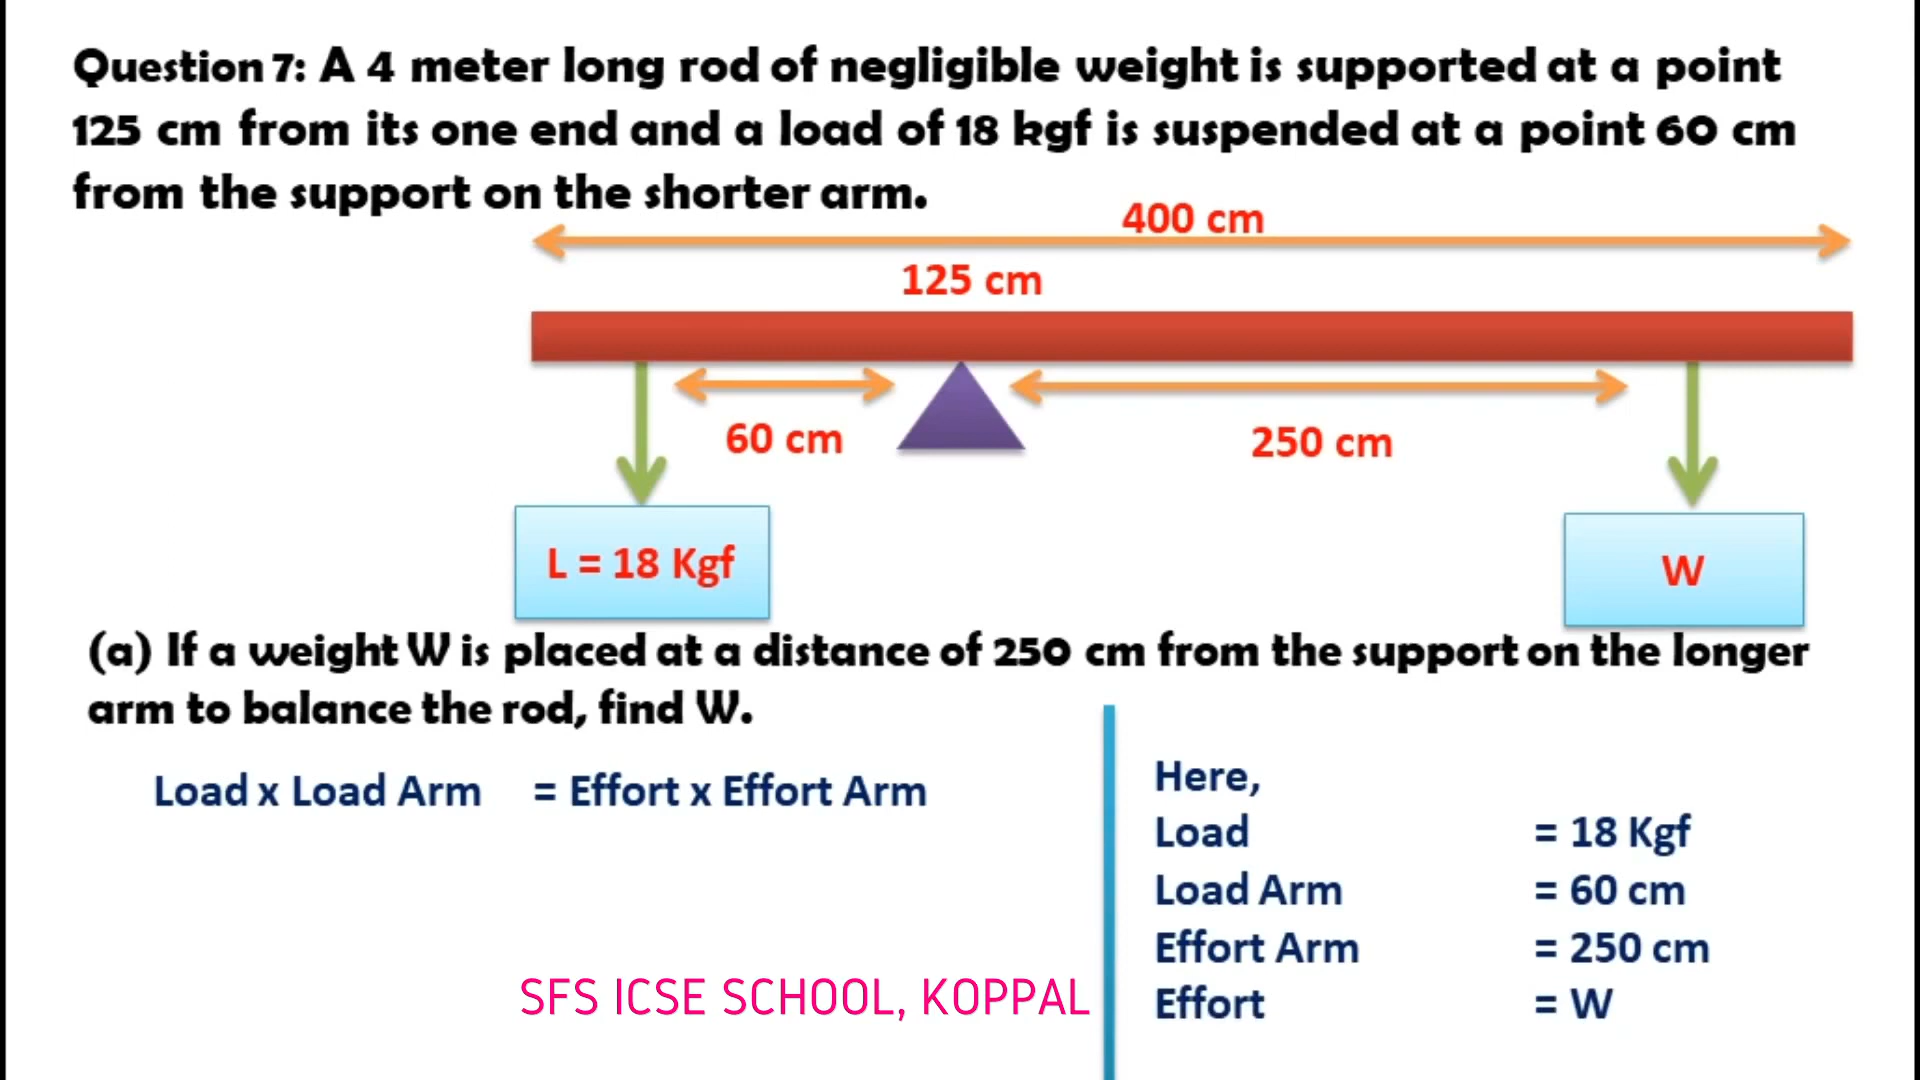 Question 7: A 4 meter long rod of negligible weight is supported at a point
125 cm from its one end and a load of 18 kgf is suspended at a point 60 cm
from the support on the shorter arm.
400 cm
125 cm
60 cm
250 cm
L = 18 Kgf
W
(a) If a weight W is placed at a distance of 250 cm from the support on the longer
arm to balance the rod, find W.
Load x Load Arm = Effort x Effort Arm
Here,
Load = 18 Kgf
Load Arm = 60 cm
Effort Arm = 250 cm
Effort = W
SFS ICSE SCHOOL, KOPPAL